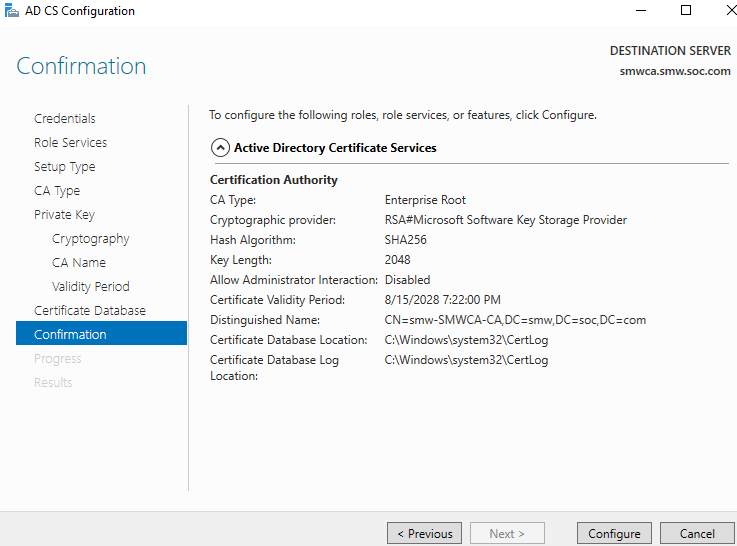 AD CS Configuration
Confirmation
DESTINATION SERVER
smwca.smw.soc.com
Credentials
Role Services
Setup Type
CA Type
Private Key
Cryptography
CA Name
Validity Period
Certificate Database
Confirmation
Progress
Results
To configure the following roles, role services, or features, click Configure.
Active Directory Certificate Services
Certification Authority
CA Type: Enterprise Root
Cryptographic provider: RSA#Microsoft Software Key Storage Provider
Hash Algorithm: SHA256
Key Length: 2048
Allow Administrator Interaction: Disabled
Certificate Validity Period: 8/15/2028 7:22:00 PM
Distinguished Name: CN=smw-SMWCA-CA,DC=smw,DC=soc,DC=com
Certificate Database Location: C:\Windows\system32\CertLog
Certificate Database Log C:\Windows\system32\CertLog
Location:
< Previous Next > Configure Cancel